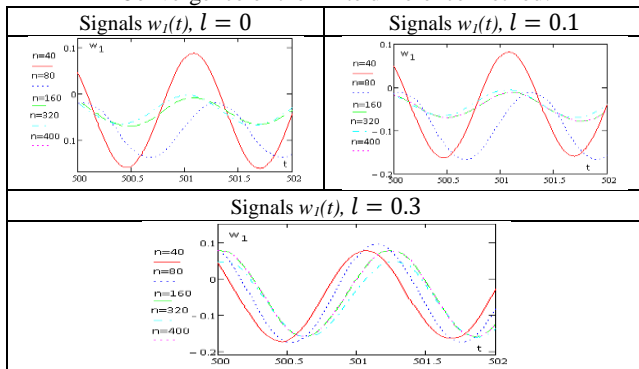 Signals w₁(t), l = 0
Signals w₁(t), l = 0.1
w₁
n=40
n=80
n=160
n=320
n=400
0.1
0
0.1
500
500.5
501
501.5
502
t
w₁
n=40
n=80
n=160
n=320
n=400
0.1
0
-0.1
-0.2
500
500.5
501
501.5
502
t
Signals w₁(t), l = 0.3
w₁
n=40
n=80
n=160
n=320
n=400
0.1
0
-0.1
-0.2
500
500.5
501
501.5
502
t